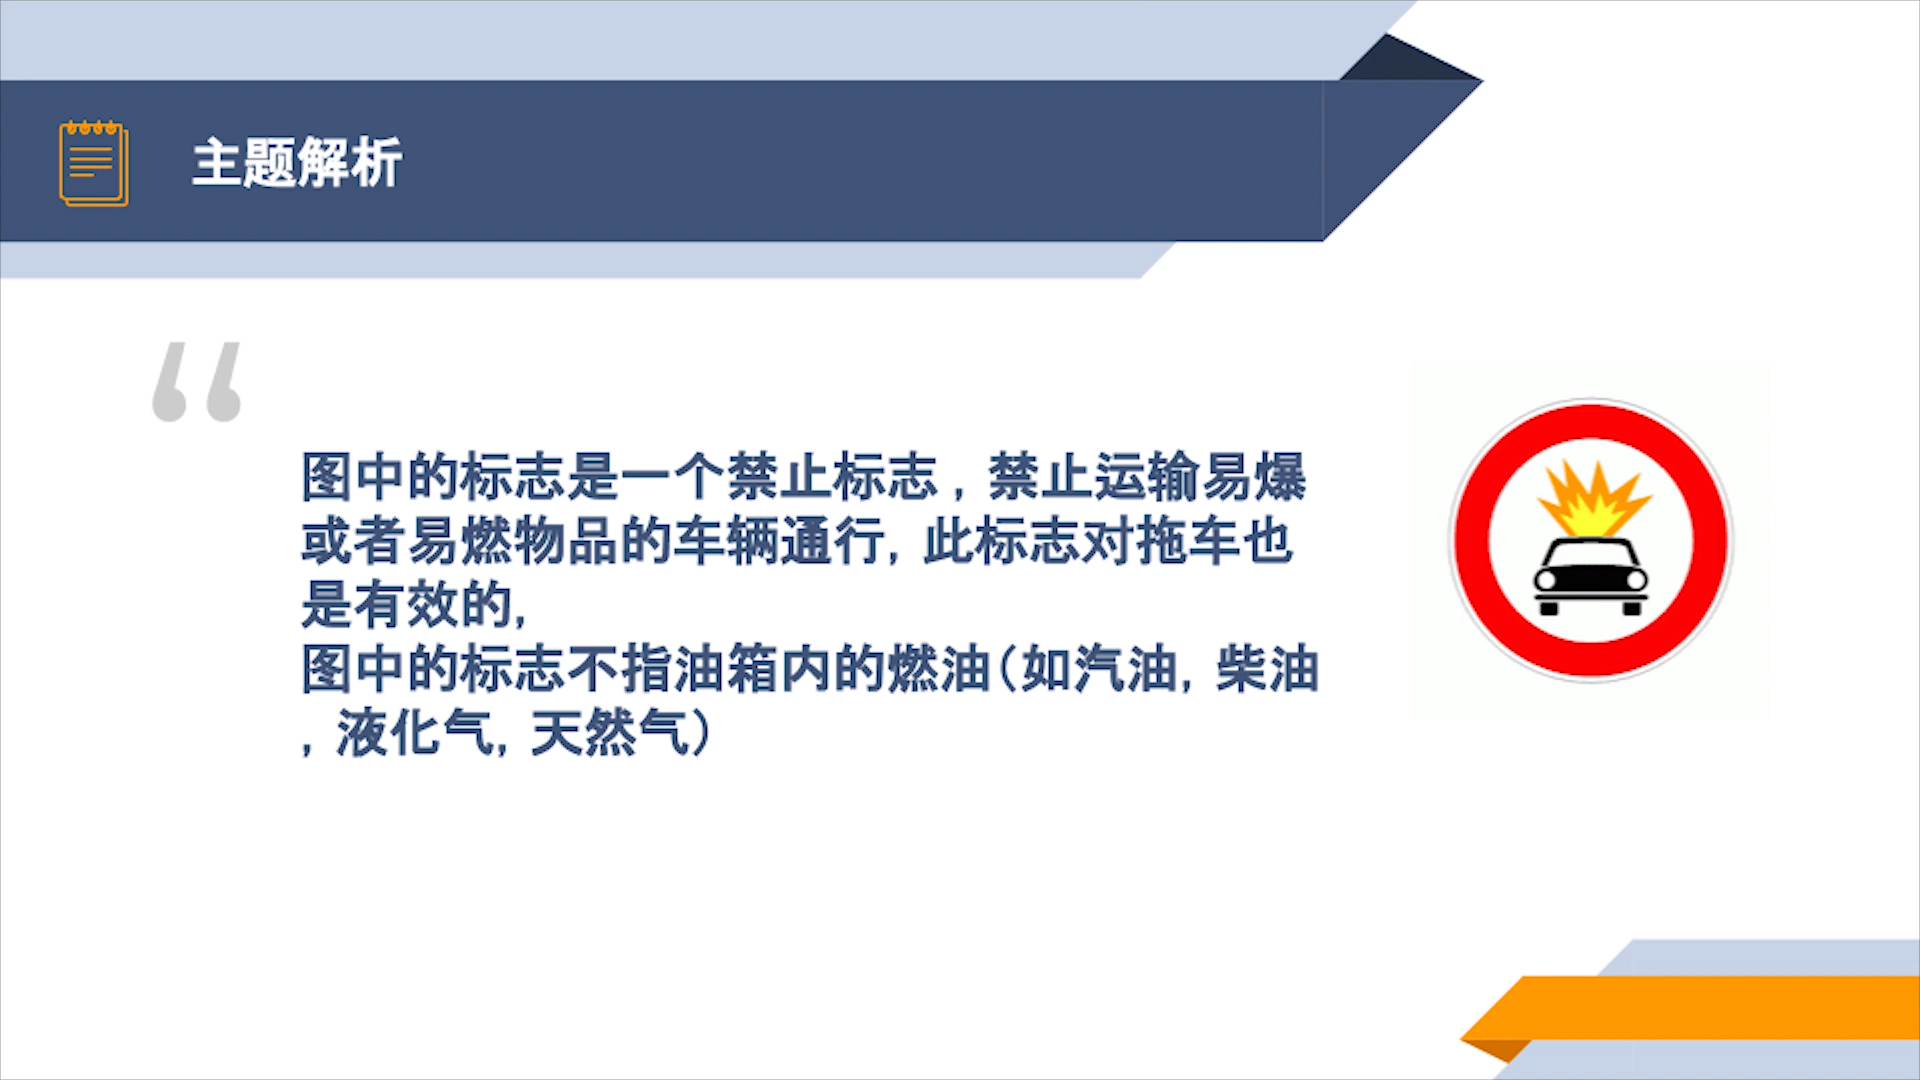 主题解析
“
图中的标志是一个禁止标志，禁止运输易爆
或者易燃物品的车辆通行, 此标志对拖车也
是有效的,
图中的标志不指油箱内的燃油(如汽油, 柴油
, 液化气, 天然气)